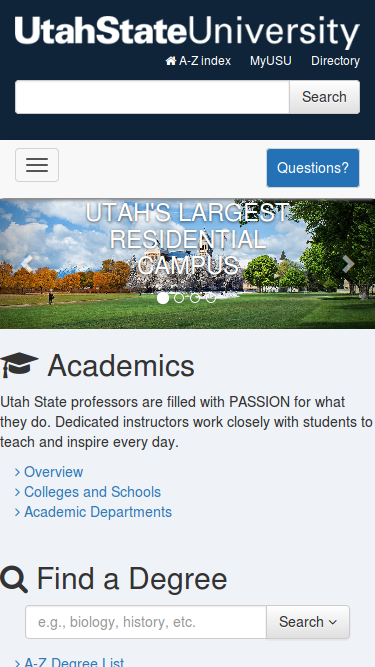 UtahStateUniversity
A-Z index MyUSU Directory
Search
Questions?
UTAH'S LARGEST
RESIDENTIAL
CAMPUS
Academics
Utah State professors are filled with PASSION for what
they do. Dedicated instructors work closely with students to
teach and inspire every day.
Overview
Colleges and Schools
Academic Departments
Find a Degree
e.g., biology, history, etc. Search
A-Z Degree List